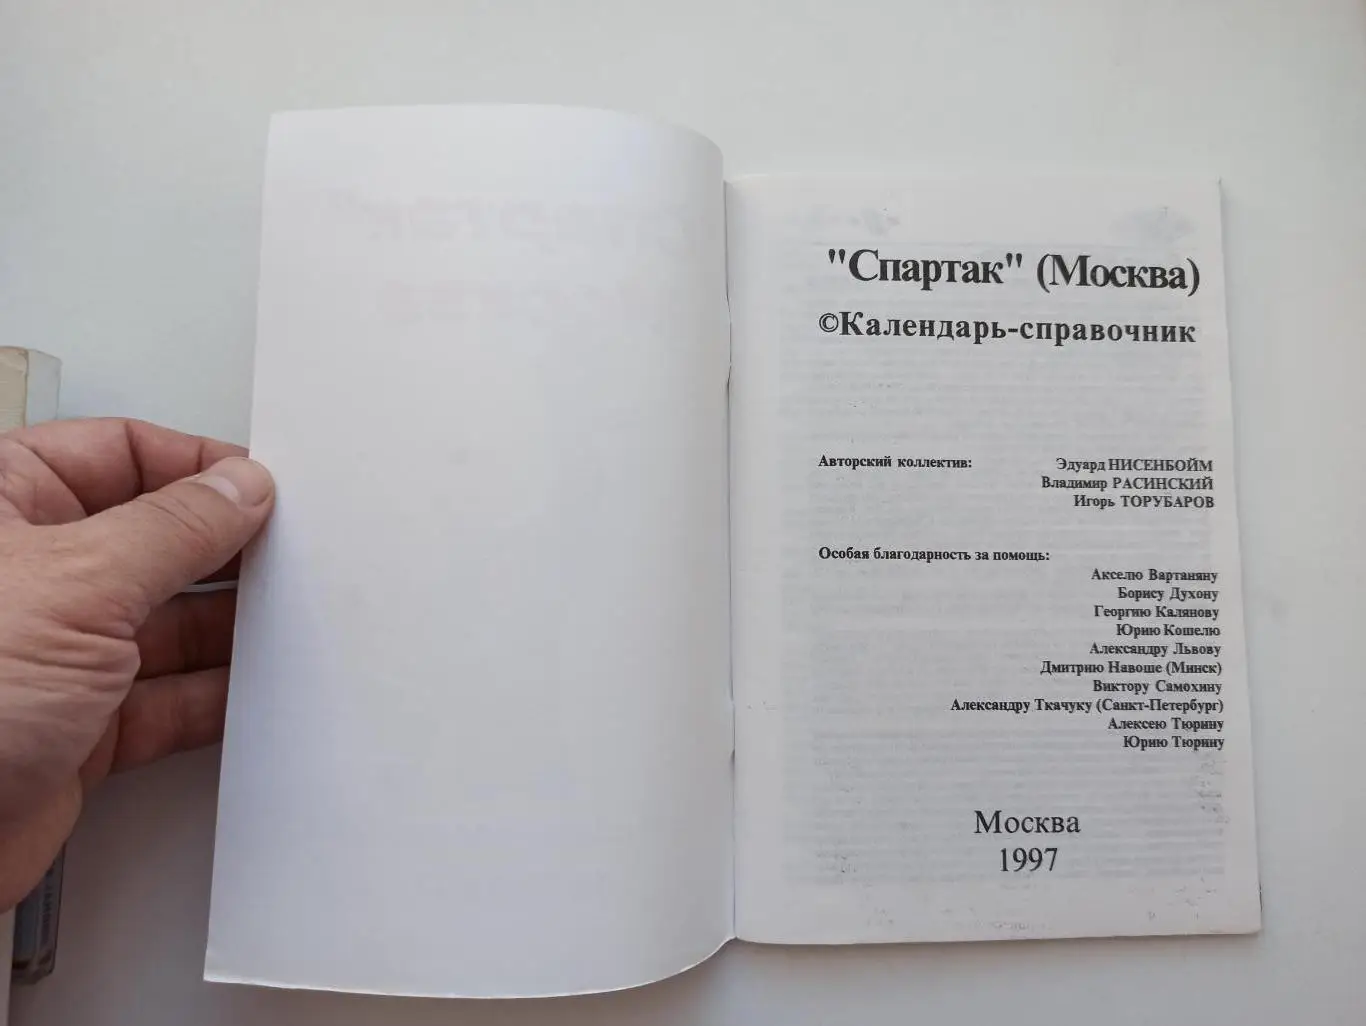 "Спартак" (Москва)
©Календарь-справочник
Авторский коллектив: Эдуард НИСЕНБОЙМ
Владимир РАСИНСКИЙ
Игорь ТОРУБАРОВ
Особая благодарность за помощь:
Акселю Вартаняну
Борису Духону
Георгию Калянову
Юрию Кошелю
Александру Львову
Дмитрию Навоше (Минск)
Виктору Самохину
Александру Ткачуку (Санкт-Петербург)
Алексею Тюрину
Юрию Тюрину
Москва
1997